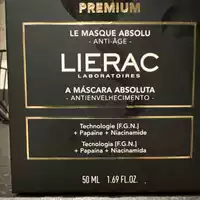 PREMIUM
LE MASQUE ABSOLU
- ANTI-ÂGE -
LIERAC
LABORATOIRES
A MÁSCARA ABSOLUTA
- ANTIENVELHECIMENTO -
Technologie [F.G.N.]
+ Papaïne + Niacinamide
Tecnologia [F.G.N.]
+ Papaína + Niacinamida
50 ML 1.69 FL.OZ.